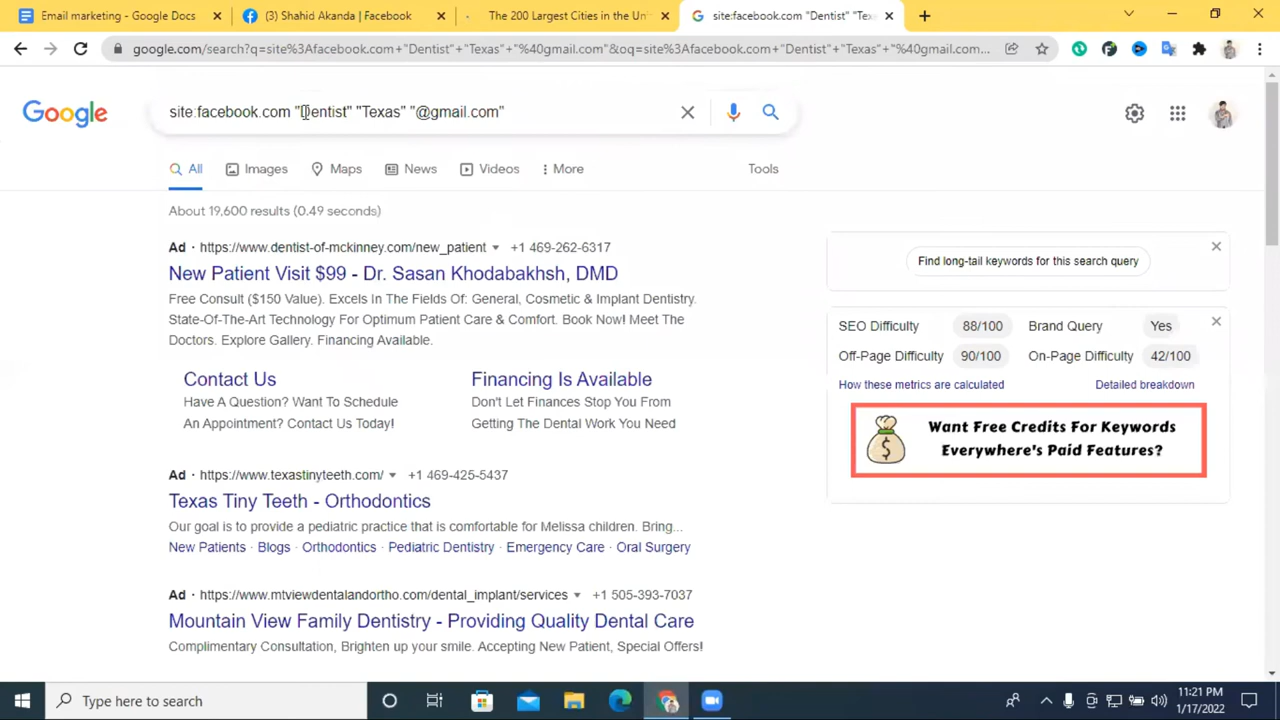 Email marketing - Google Docs
(3) Shahid Akanda | Facebook
The 200 Largest Cities in the Uni
site:facebook.com "Dentist" "Texa
google.com/search?q=site%3Afacebook.com+"Dentist"+"Texas"+"%40gmail.com"&oq=site%3Afacebook.com+"Dentist"+"Texas"+"%40gmail.com...
Google
site:facebook.com "Dentist" "Texas" "@gmail.com"
All
Images
Maps
News
Videos
More
Tools
About 19,600 results (0.49 seconds)
Ad · https://www.dentist-of-mckinney.com/new_patient +1 469-262-6317
New Patient Visit $99 - Dr. Sasan Khodabakhsh, DMD
Free Consult ($150 Value). Excels In The Fields Of: General, Cosmetic & Implant Dentistry.
State-Of-The-Art Technology For Optimum Patient Care & Comfort. Book Now! Meet The
Doctors. Explore Gallery. Financing Available.
Contact Us
Have A Question? Want To Schedule
An Appointment? Contact Us Today!
Financing Is Available
Don't Let Finances Stop You From
Getting The Dental Work You Need
Ad · https://www.texastinyteeth.com/ +1 469-425-5437
Texas Tiny Teeth - Orthodontics
Our goal is to provide a pediatric practice that is comfortable for Melissa children. Bring...
New Patients · Blogs · Orthodontics · Pediatric Dentistry · Emergency Care · Oral Surgery
Ad · https://www.mtviewdentalandortho.com/dental_implant/services +1 505-393-7037
Mountain View Family Dentistry - Providing Quality Dental Care
Complimentary Consultation, Brighten up your smile. Accepting New Patient, Special Offers!
Find long-tail keywords for this search query
SEO Difficulty 88/100 Brand Query Yes
Off-Page Difficulty 90/100 On-Page Difficulty 42/100
How these metrics are calculated Detailed breakdown
Want Free Credits For Keywords
Everywhere's Paid Features?
Type here to search
11:21 PM
1/17/2022